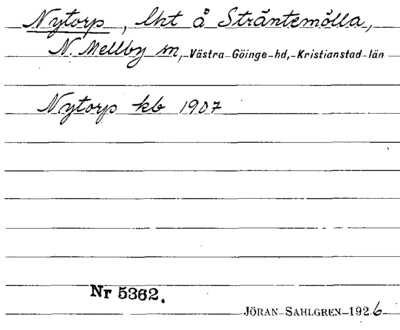 Nytorp, lht å Sträntemölla,
N. Mellby sn, Västra Göinge hd, Kristianstad län
Nytorp kb 1907
Nr 5362.
JÖRAN SAHLGREN 1926